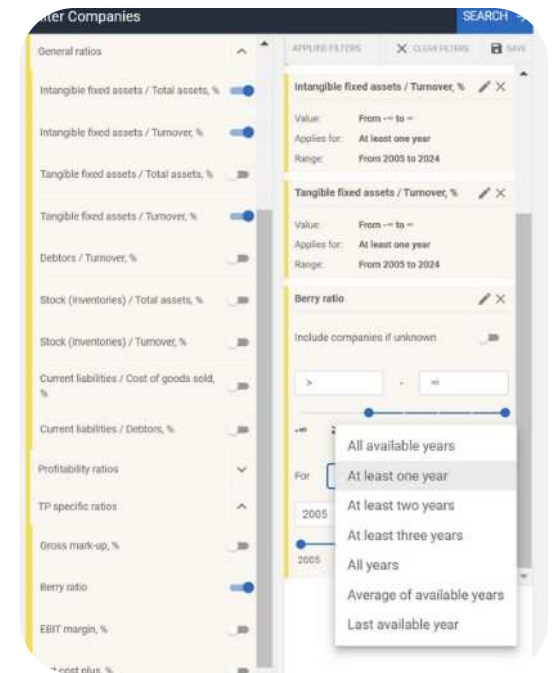 lter Companies
SEARCH
General ratios
Intangible fixed assets / Total assets, %
Intangible fixed assets / Turnover, %
Tangible fixed assets / Total assets, %
Tangible fixed assets / Turnover, %
Debtors / Turnover, %
Stock (Inventories) / Total assets, %
Stock (Inventories) / Turnover, %
Current liabilities / Cost of goods sold,
%
Current liabilities / Debtors, %
Profitability ratios
TP specific ratios
Gross mark-up, %
Berry ratio
EBIT margin, %
cost plus, %
APPLIED FILTERS
CLEAR FILTERS
SAVE
Intangible fixed assets / Turnover, %
Value: From -∞ to ∞
Applies for: At least one year
Range: From 2005 to 2024
Tangible fixed assets / Turnover, %
Value: From -∞ to ∞
Applies for: At least one year
Range: From 2005 to 2024
Berry ratio
Include companies if unknown
> - ∞
-∞
For
2005
2005
All available years
At least one year
At least two years
At least three years
All years
Average of available years
Last available year